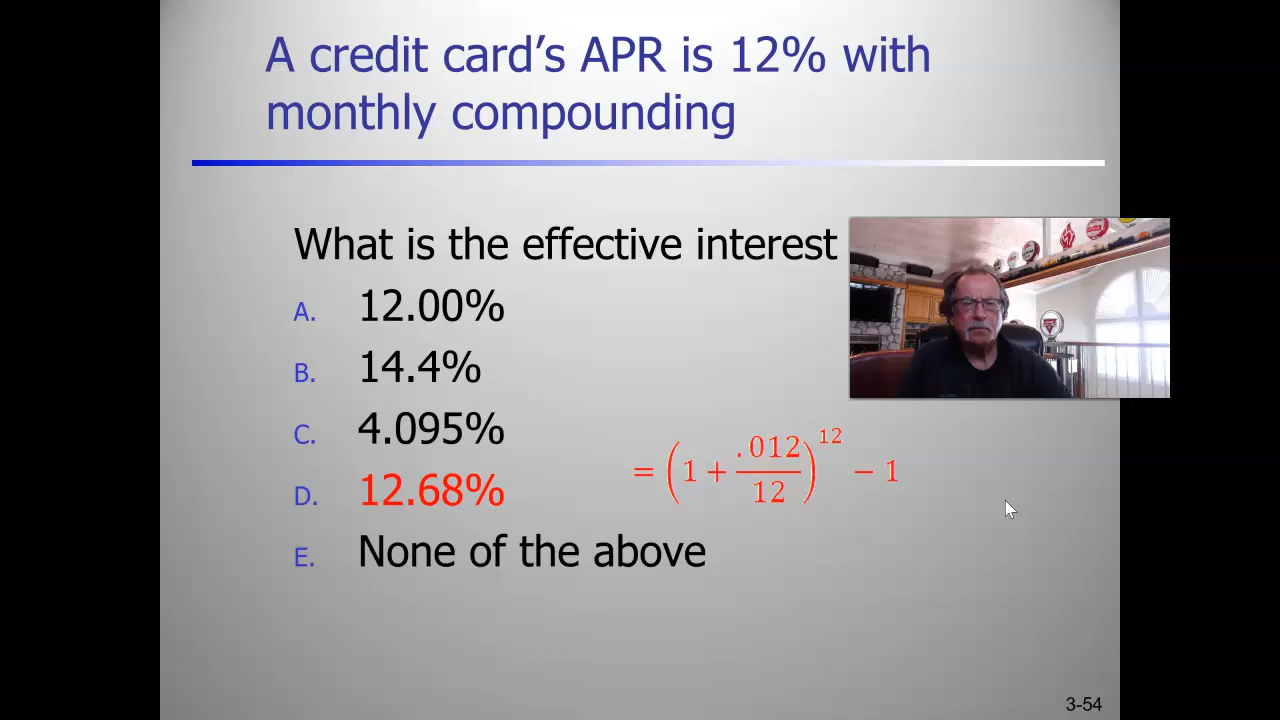 A credit card's APR is 12% with
monthly compounding
What is the effective interest
A. 12.00%
B. 14.4%
C. 4.095%
D. 12.68%
= (1 + .012/12)^12 − 1
E. None of the above
3-54